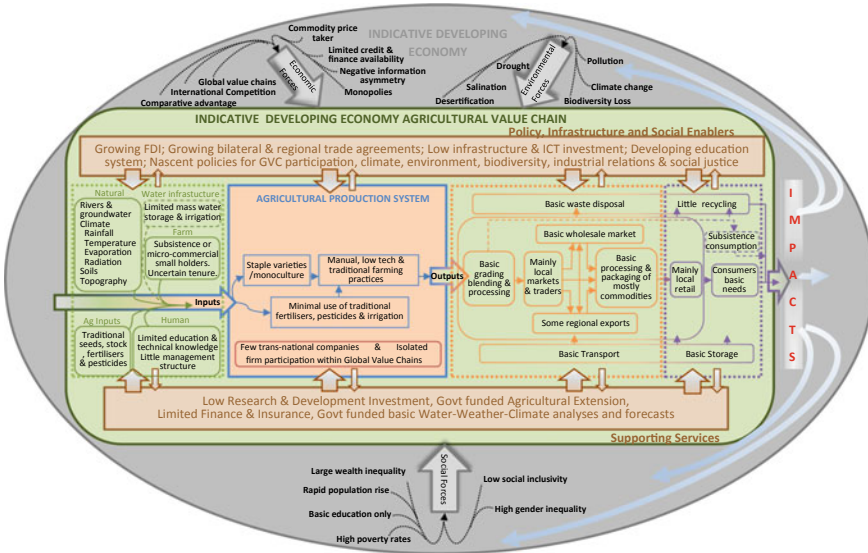 INDICATIVE DEVELOPING
ECONOMY
Commodity price
taker
Limited credit &
finance availability
Negative information
asymmetry
Monopolies
Global value chains
International Competition
Comparative advantage
Economic
Forces
Drought
Salination
Desertification
Environmental
Forces
Pollution
Climate change
Biodiversity Loss
INDICATIVE DEVELOPING ECONOMY AGRICULTURAL VALUE CHAIN
Policy, Infrastructure and Social Enablers
Growing FDI; Growing bilateral & regional trade agreements; Low infrastructure & ICT investment; Developing education
system; Nascent policies for GVC participation, climate, environment, biodiversity, industrial relations & social justice
Natural
Rivers &
groundwater
Climate
Rainfall
Temperature
Evaporation
Radiation
Soils
Topography
Water infrastucture
Limited mass water
storage & irrigation
Farm
Subsistence or
micro-commercial
small holders.
Uncertain tenure.
Inputs
Ag Inputs
Traditional
seeds, stock
, fertilisers
& pesticides
Human
Limited education &
technical knowledge
Little management
structure
AGRICULTURAL PRODUCTION SYSTEM
Staple varieties
/monoculture
Manual, low tech &
traditional farming
practices
Minimal use of traditional
fertilisers, pesticides & irrigation
Few trans-national companies & Isolated
firm participation within Global Value Chains
Outputs
Basic waste disposal
Basic wholesale market
Basic
grading
blending &
processing
Mainly
local
markets
& traders
Basic
processing &
packaging of
mostly
commodities
Some regional exports
Basic Transport
Little recycling
Subsistence
consumption
Mainly
local
retail
Consumers
basic
needs
Basic Storage
I
M
P
A
C
T
S
Low Research & Development Investment, Govt funded Agricultural Extension,
Limited Finance & Insurance, Govt funded basic Water-Weather-Climate analyses and forecasts
Supporting Services
Social Forces
Large wealth inequality
Rapid population rise
Basic education only
High poverty rates
Low social inclusivity
High gender inequality